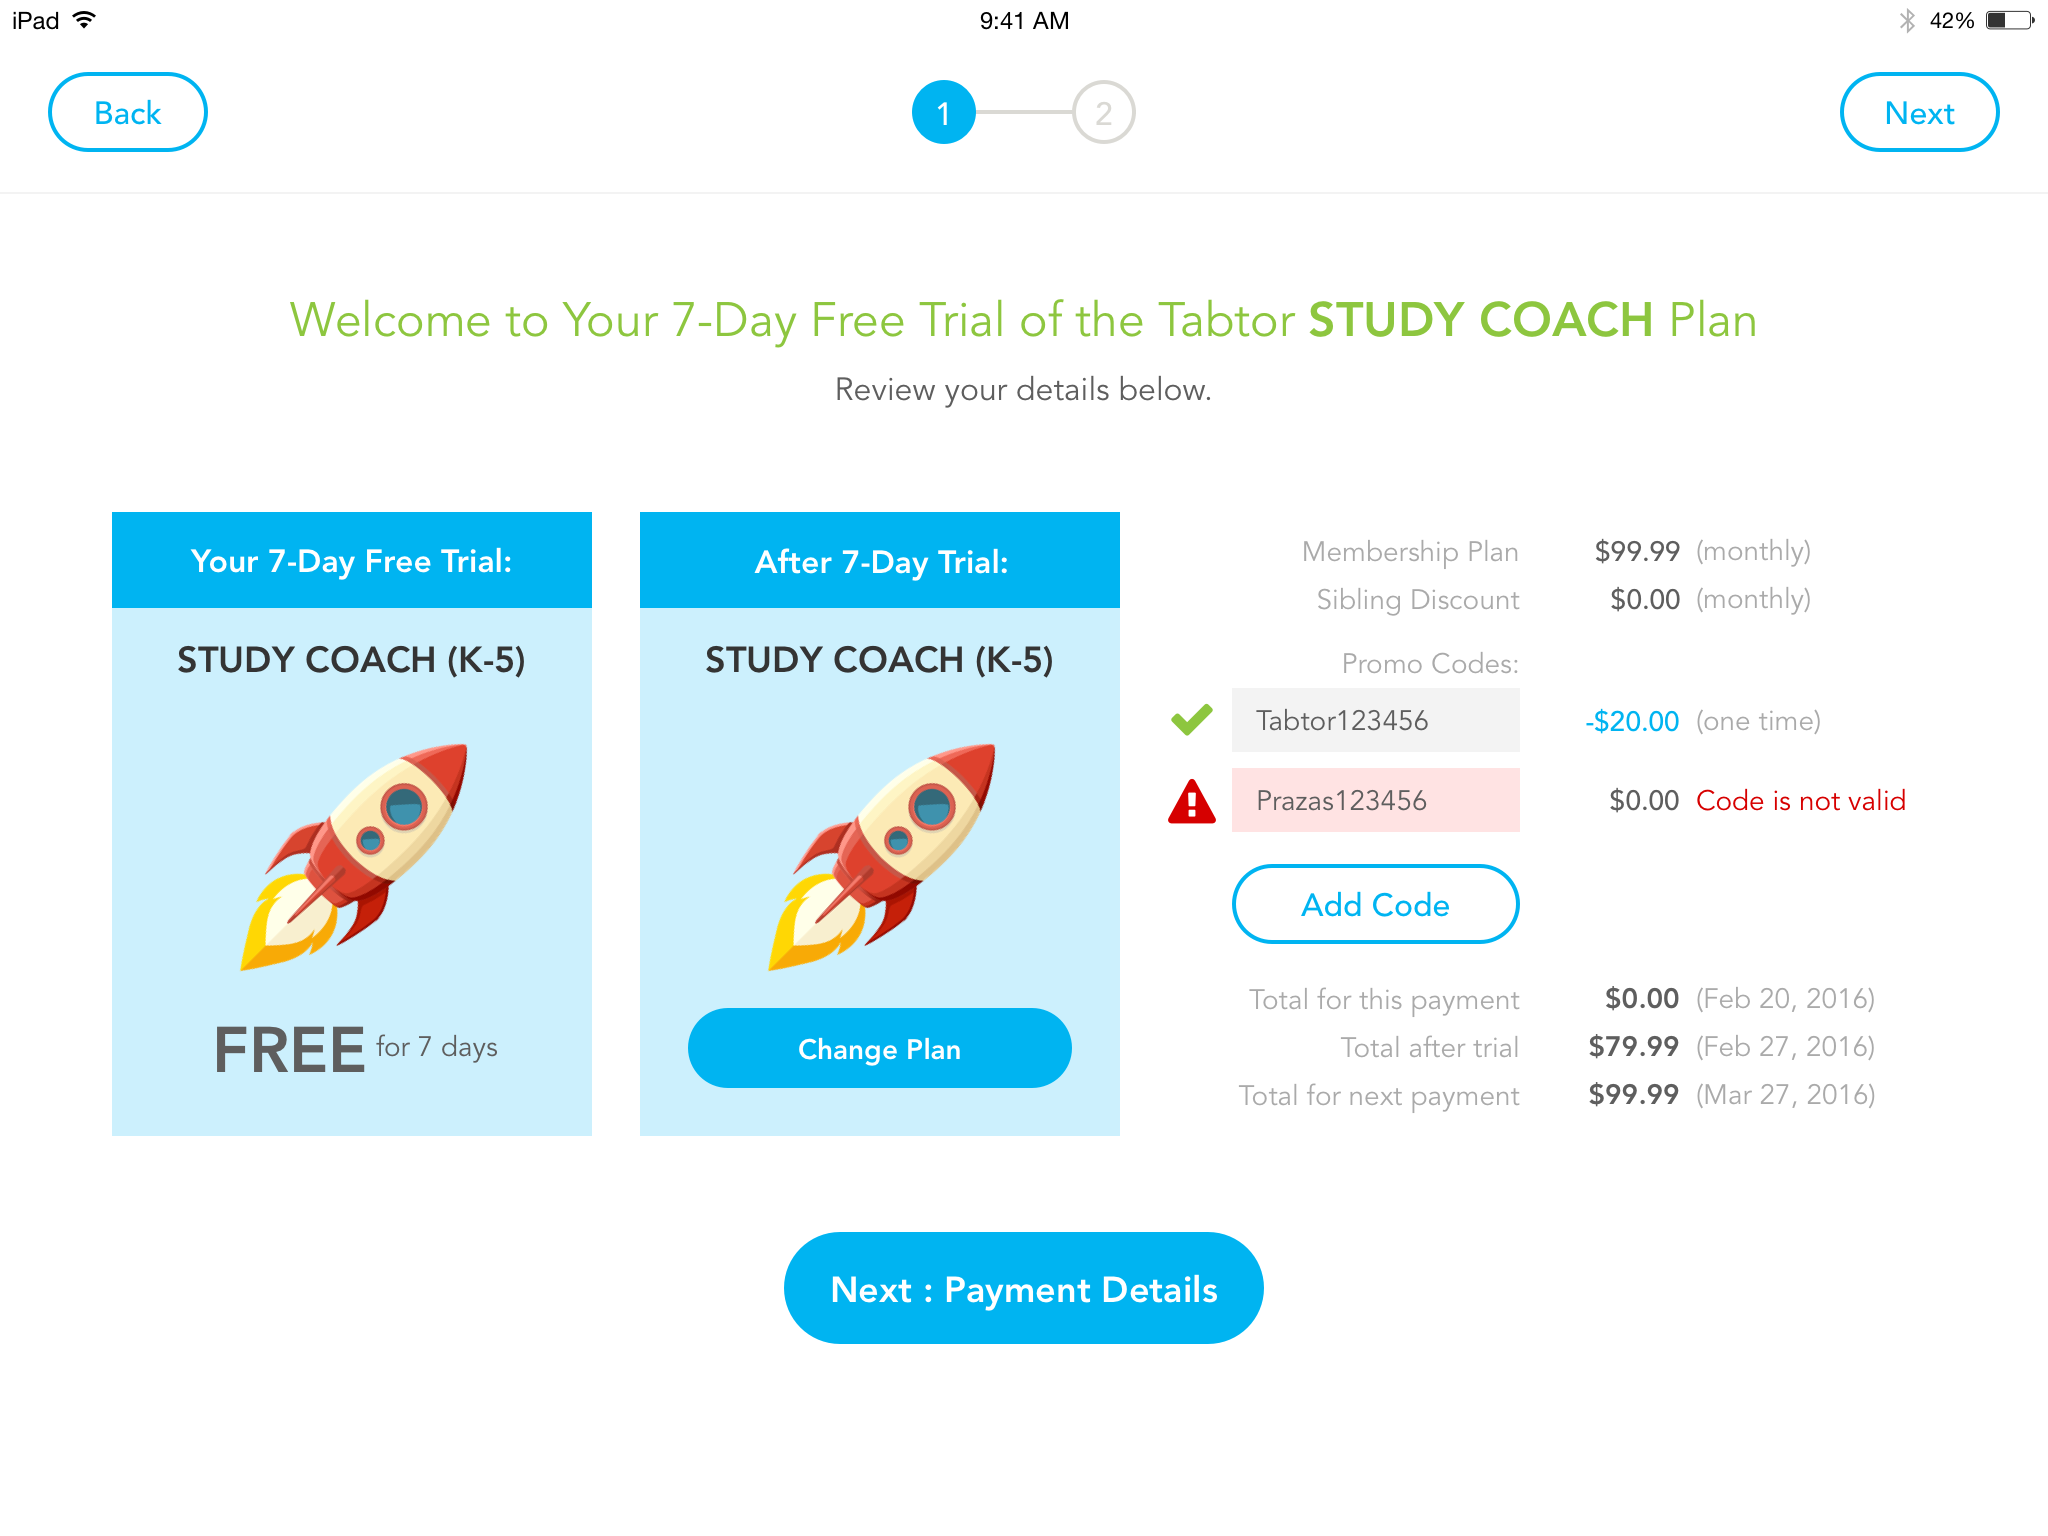 iPad 9:41 AM 42%
Back 1 2 Next
Welcome to Your 7-Day Free Trial of the Tabtor STUDY COACH Plan
Review your details below.
Your 7-Day Free Trial:
STUDY COACH (K-5)
FREE for 7 days
After 7-Day Trial:
STUDY COACH (K-5)
Change Plan
Membership Plan $99.99 (monthly)
Sibling Discount $0.00 (monthly)
Promo Codes:
Tabtor123456 -$20.00 (one time)
Prazas123456 $0.00 Code is not valid
Add Code
Total for this payment $0.00 (Feb 20, 2016)
Total after trial $79.99 (Feb 27, 2016)
Total for next payment $99.99 (Mar 27, 2016)
Next : Payment Details